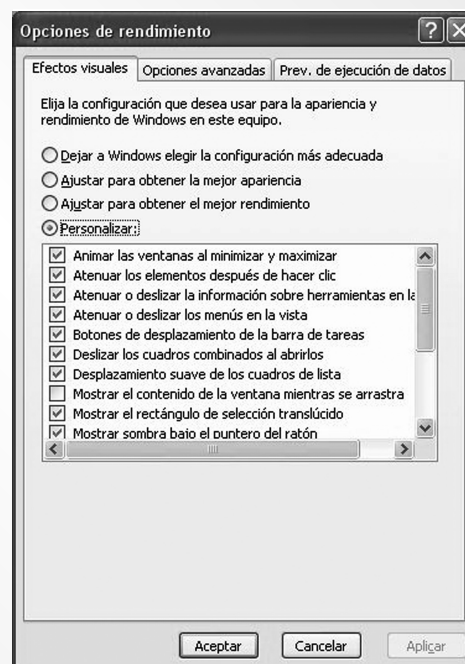 Opciones de rendimiento
Efectos visuales Opciones avanzadas Prev. de ejecución de datos
Elija la configuración que desea usar para la apariencia y
rendimiento de Windows en este equipo.
Dejar a Windows elegir la configuración más adecuada
Ajustar para obtener la mejor apariencia
Ajustar para obtener el mejor rendimiento
Personalizar:
Animar las ventanas al minimizar y maximizar
Atenuar los elementos después de hacer clic
Atenuar o deslizar la información sobre herramientas en la
Atenuar o deslizar los menús en la vista
Botones de desplazamiento de la barra de tareas
Deslizar los cuadros combinados al abrirlos
Desplazamiento suave de los cuadros de lista
Mostrar el contenido de la ventana mientras se arrastra
Mostrar el rectángulo de selección translúcido
Mostrar sombra bajo el puntero del ratón
Aceptar Cancelar Aplicar